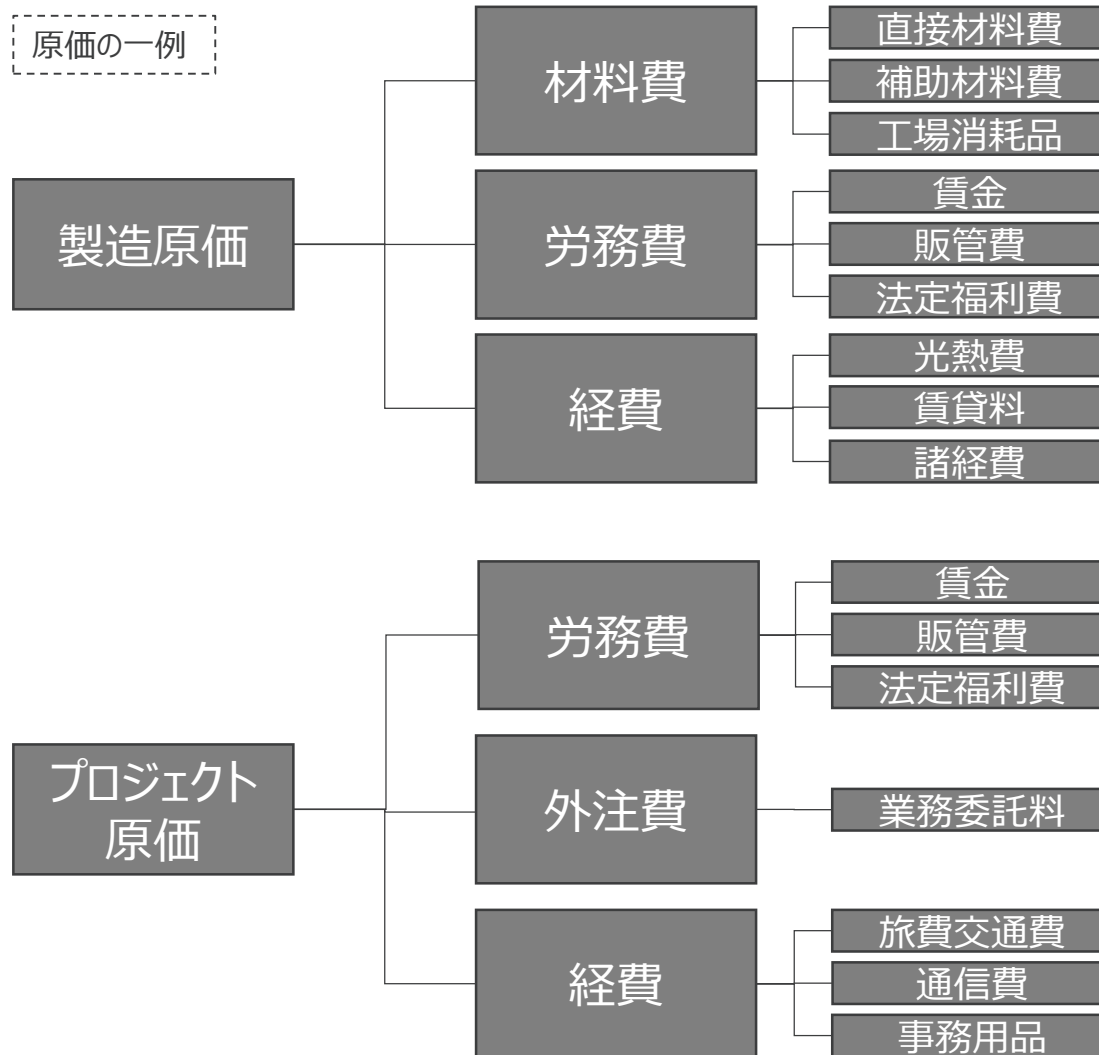 原価の一例
製造原価
材料費
直接材料費
補助材料費
工場消耗品
労務費
賃金
販管費
法定福利費
経費
光熱費
賃貸料
諸経費
プロジェクト
原価
労務費
賃金
販管費
法定福利費
外注費
業務委託料
経費
旅費交通費
通信費
事務用品